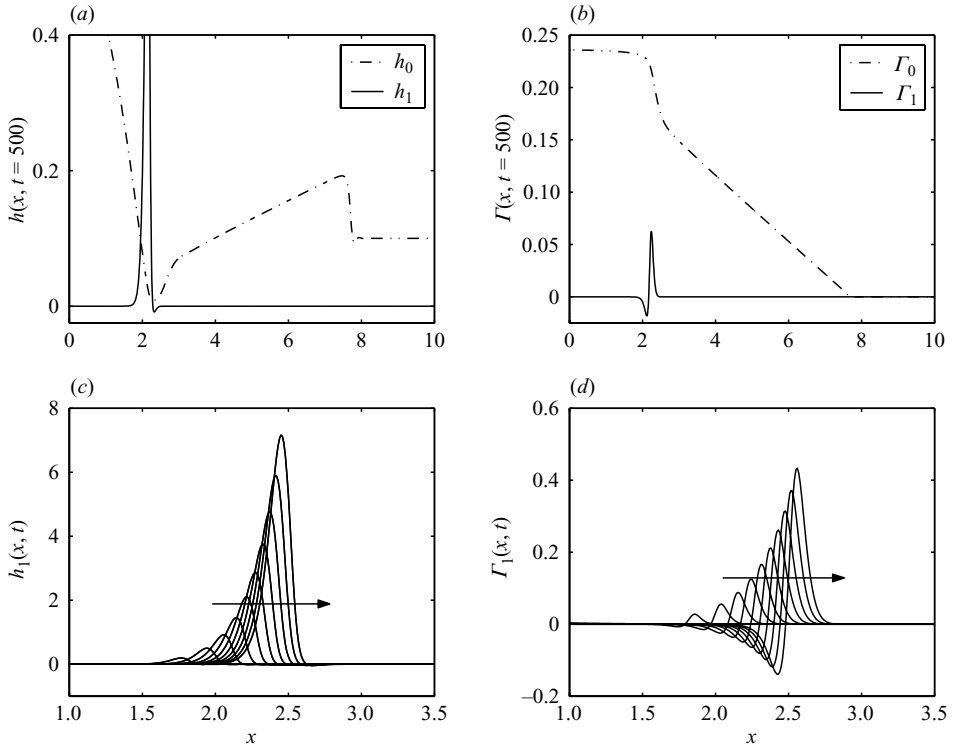 (a)
0.4
0.2
0
h(x, t = 500)
h₀
h₁
0 2 4 6 8 10
(b)
0.25
0.20
0.15
0.10
0.05
0
Γ(x, t = 500)
Γ₀
Γ₁
0 2 4 6 8 10
(c)
8
6
4
2
0
h₁(x, t)
1.0 1.5 2.0 2.5 3.0 3.5
x
(d)
0.6
0.4
0.2
0
–0.2
Γ₁(x, t)
1.0 1.5 2.0 2.5 3.0 3.5
x